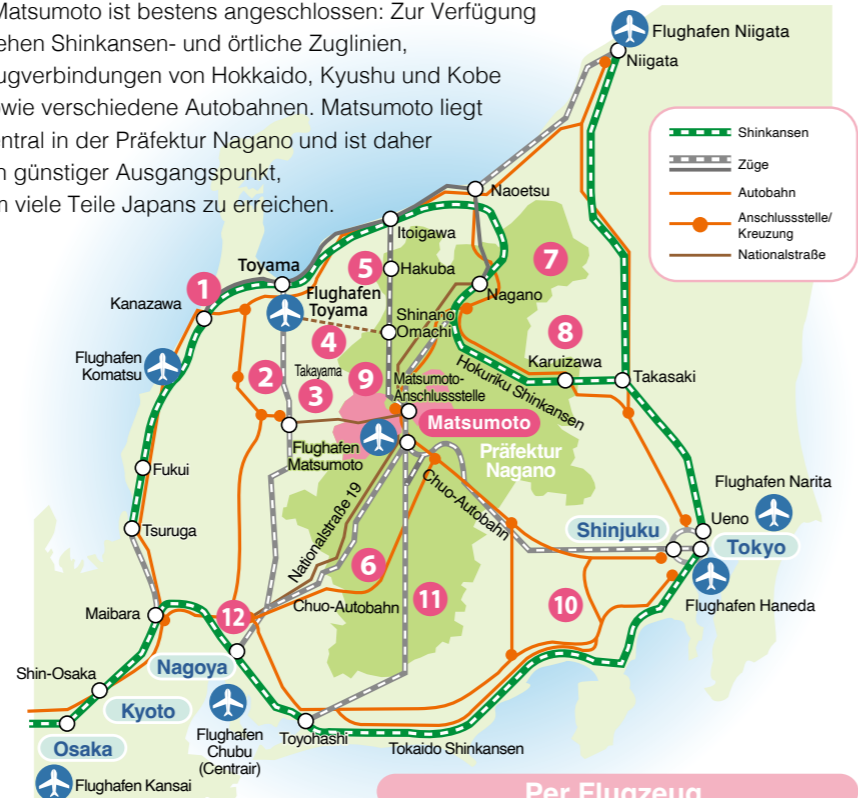 Matsumoto ist bestens angeschlossen: Zur Verfügung
ehen Shinkansen- und örtliche Zuglinien,
ugverbindungen von Hokkaido, Kyushu und Kobe
owie verschiedene Autobahnen. Matsumoto liegt
entral in der Präfektur Nagano und ist daher
n günstiger Ausgangspunkt,
n viele Teile Japans zu erreichen.
Flughafen Niigata
Niigata
Shinkansen
Züge
Autobahn
Anschlussstelle/
Kreuzung
Nationalstraße
Naoetsu
Itoigawa
5
Hakuba
7
Toyama
Nagano
1
Kanazawa
Flughafen
Toyama
Shinano
Omachi
4
8
Karuizawa
Flughafen
Komatsu
2
Takayama
3
9
Matsumoto-
Anschlussstelle
Hokuriku Shinkansen
Takasaki
Matsumoto
Flughafen
Matsumoto
Präfektur
Nagano
Fukui
Nationalstraße 19
Chuo-Autobahn
Flughafen Narita
Tsuruga
Shinjuku
Ueno
Tokyo
6
Flughafen Haneda
Maibara
12
Chuo-Autobahn
11
10
Nagoya
Shin-Osaka
Kyoto
Osaka
Flughafen
Chubu
(Centrair)
Toyohashi
Tokaido Shinkansen
Flughafen Kansai
Per Flugzeug